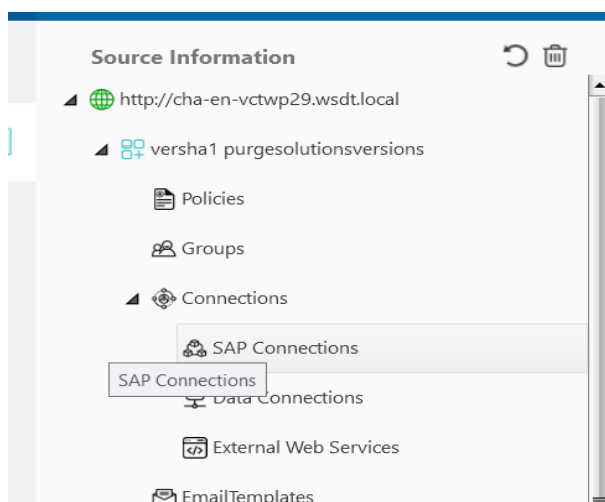 Source Information
http://cha-en-vctwp29.wsdt.local
versha1 purgesolutionsversions
Policies
Groups
Connections
SAP Connections
SAP Connections
Data Connections
External Web Services
EmailTemplates